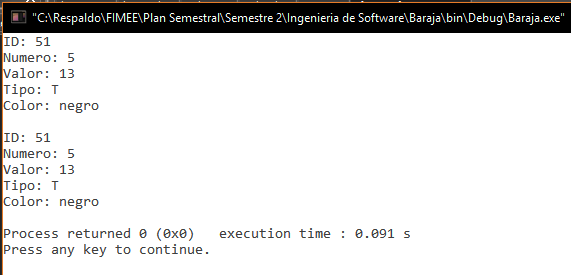 "C:\Respaldo\FIMEE\Plan Semestral\Semestre 2\Ingenieria de Software\Baraja\bin\Debug\Baraja.exe"
ID: 51
Numero: 5
Valor: 13
Tipo: T
Color: negro
ID: 51
Numero: 5
Valor: 13
Tipo: T
Color: negro
Process returned 0 (0x0)   execution time : 0.091 s
Press any key to continue.